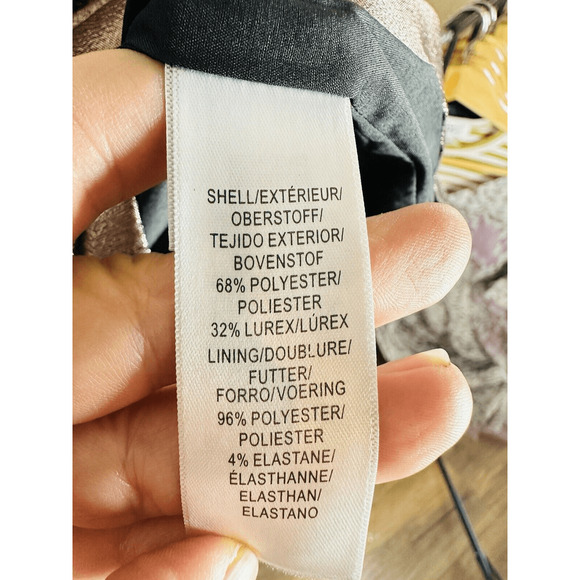 SHELL/EXTÉRIEUR/
OBERSTOFF/
TEJIDO EXTERIOR/
BOVENSTOF
68% POLYESTER/
POLIESTER
32% LUREX/LÚREX
LINING/DOUBLURE/
FUTTER/
FORRO/VOERING
96% POLYESTER/
POLIESTER
4% ELASTANE/
ÉLASTHANNE/
ELASTHAN/
ELASTANO